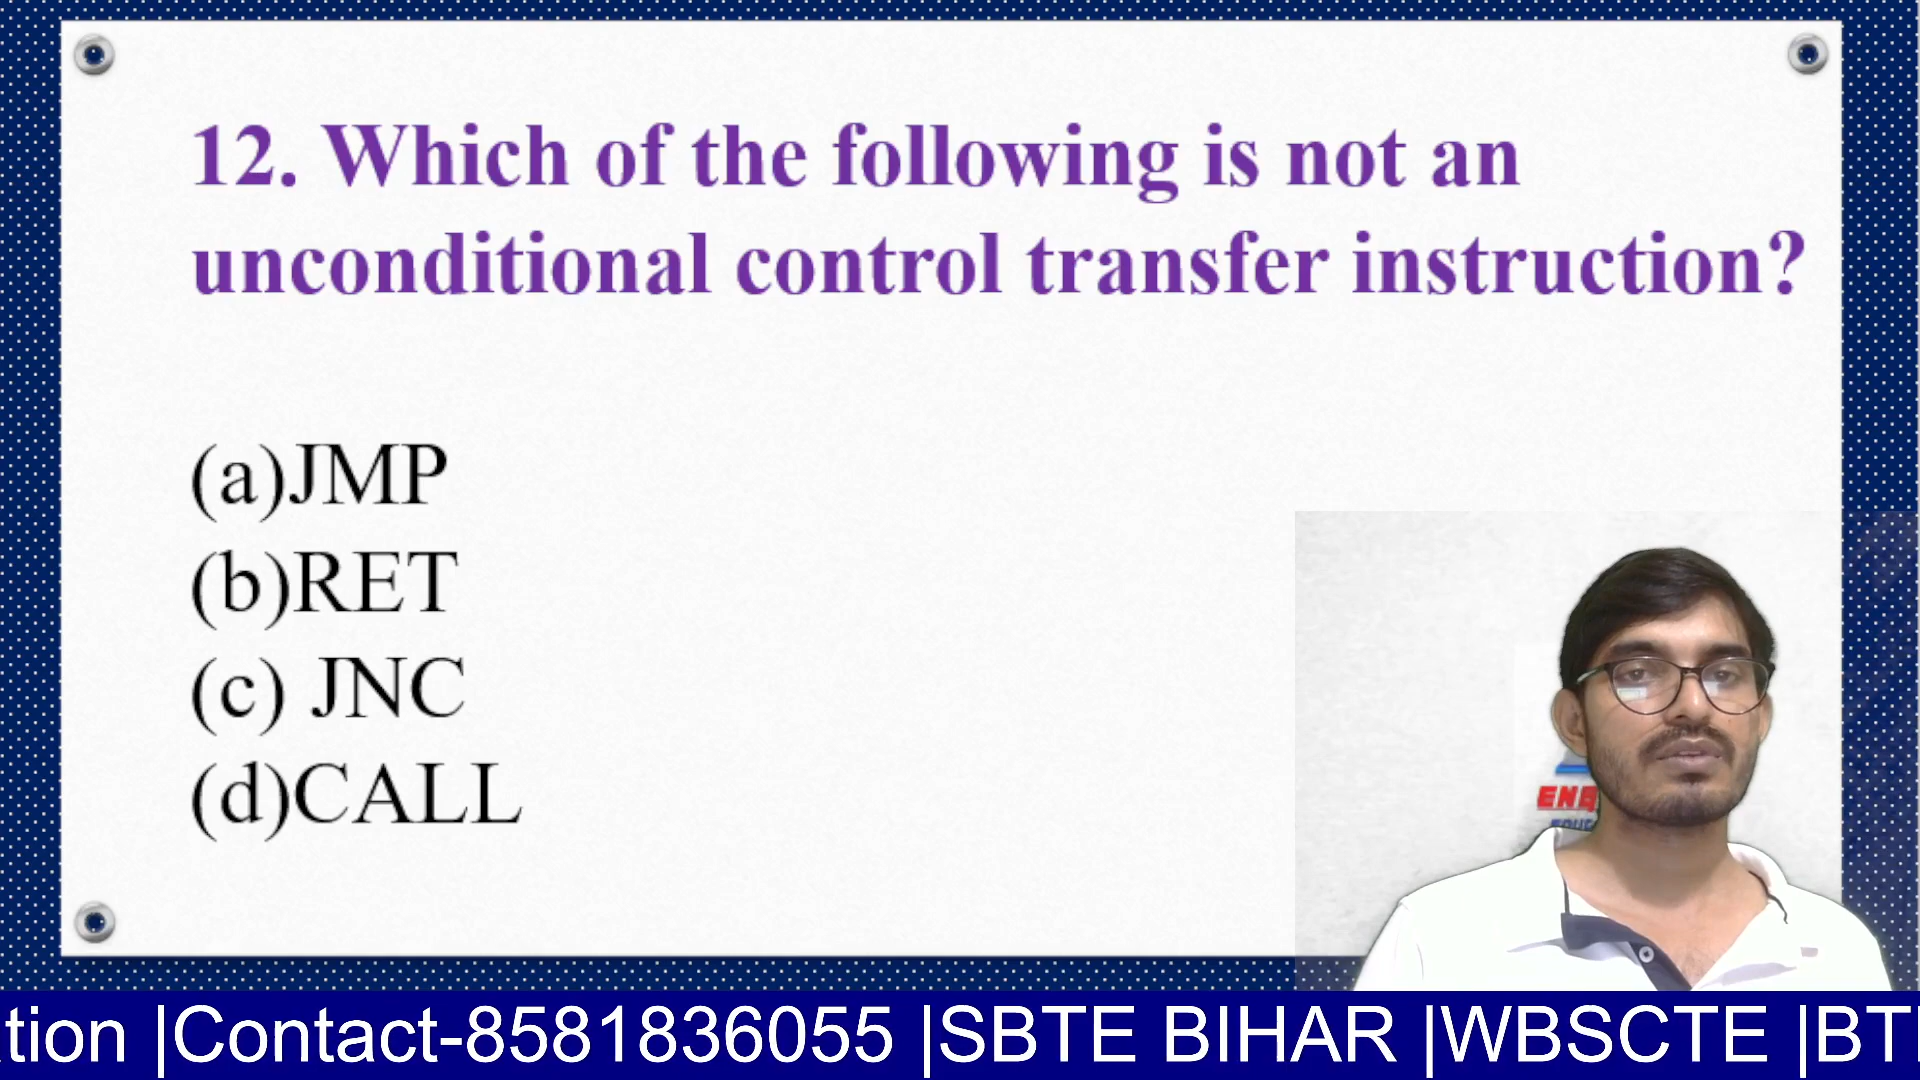 12. Which of the following is not an
unconditional control transfer instruction?
(a)JMP
(b)RET
(c) JNC
(d)CALL
ENG
tion |Contact-8581836055 |SBTE BIHAR |WBSCTE |BT